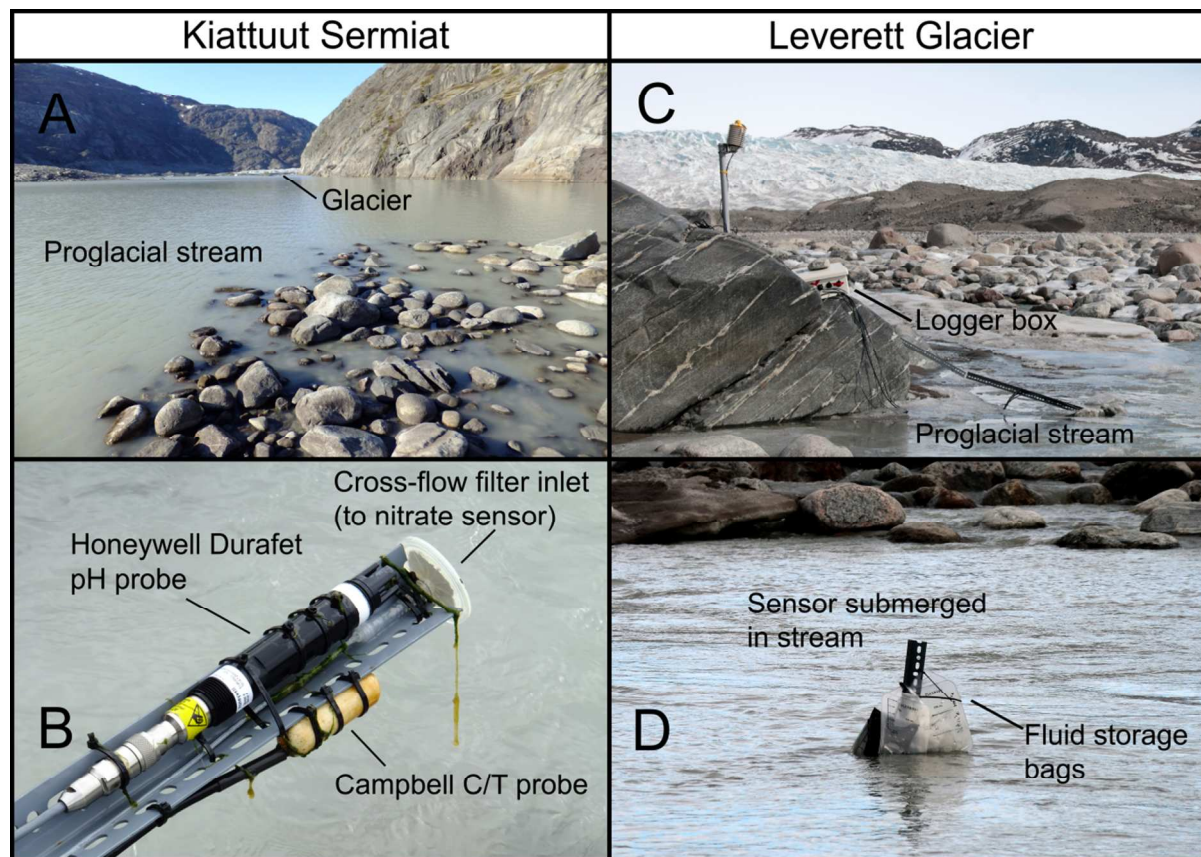 Kiattuut Sermiat
Leverett Glacier
A
Glacier
Proglacial stream
C
Logger box
Proglacial stream
Cross-flow filter inlet
(to nitrate sensor)
Honeywell Durafet
pH probe
B
Campbell C/T probe
Sensor submerged
in stream
D
Fluid storage
bags